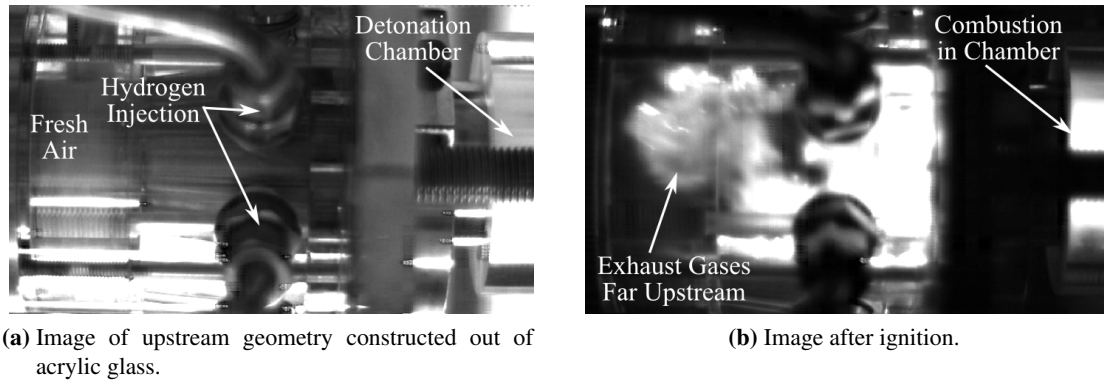 Detonation
Chamber
Hydrogen
Injection
Fresh
Air
Combustion
in Chamber
Exhaust Gases
Far Upstream
(a) Image of upstream geometry constructed out of
acrylic glass.
(b) Image after ignition.